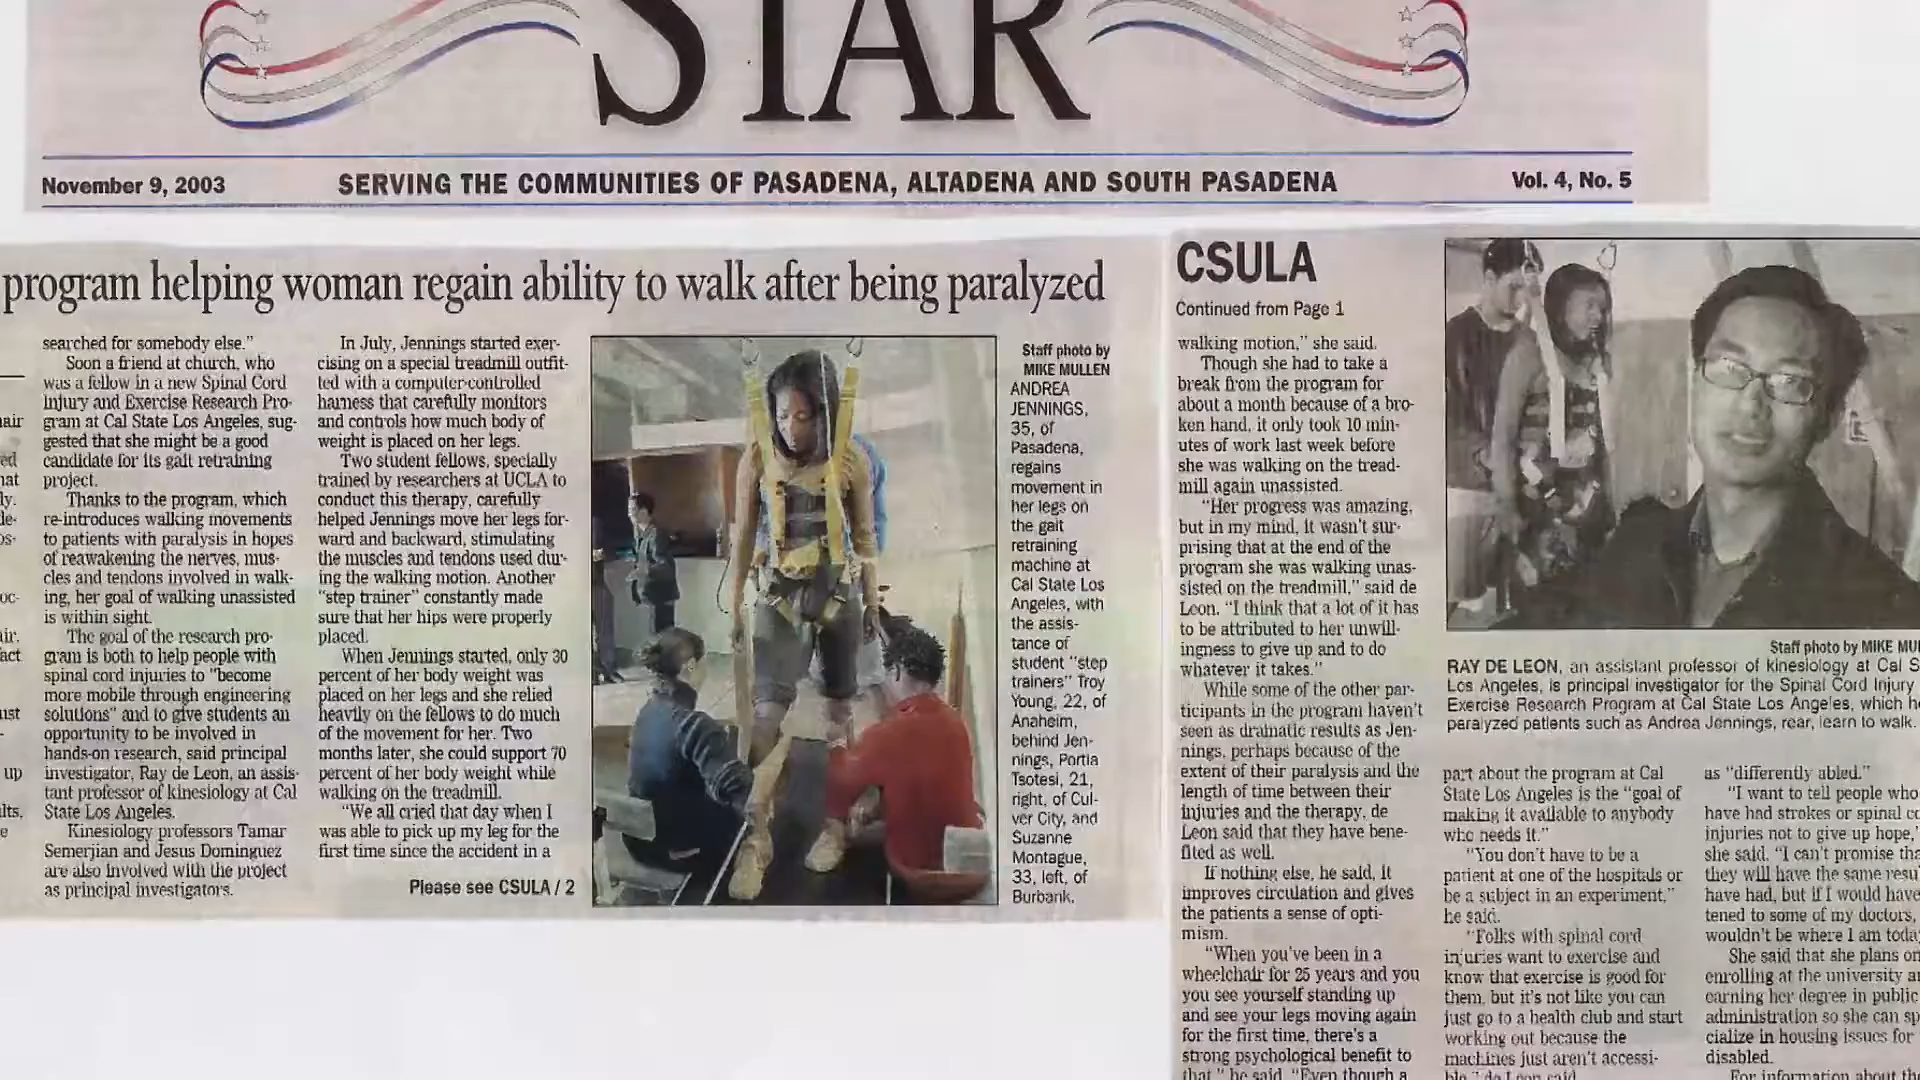 STAR
November 9, 2003
SERVING THE COMMUNITIES OF PASADENA, ALTADENA AND SOUTH PASADENA
Vol. 4, No. 5
program helping woman regain ability to walk after being paralyzed
searched for somebody else."
Soon a friend at church, who
was a fellow in a new Spinal Cord
Injury and Exercise Research Pro-
gram at Cal State Los Angeles, sug-
gested that she might be a good
candidate for its gait retraining
project.
Thanks to the program, which
re-introduces walking movements
to patients with paralysis in hopes
of reawakening the nerves, mus-
cles and tendons involved in walk-
ing, her goal of walking unassisted
is within sight.
The goal of the research pro-
gram is both to help people with
spinal cord injuries to "become
more mobile through engineering
solutions" and to give students an
opportunity to be involved in
hands-on research, said principal
investigator, Ray de Leon, an assis-
tant professor of kinesiology at Cal
State Los Angeles.
Kinesiology professors Tamar
Semerjian and Jesus Dominguez
are also involved with the project
as principal investigators.
In July, Jennings started exer-
cising on a special treadmill outfit-
ted with a computer-controlled
harness that carefully monitors
and controls how much body of
weight is placed on her legs.
Two student fellows, specially
trained by researchers at UCLA to
conduct this therapy, carefully
helped Jennings move her legs for-
ward and backward, stimulating
the muscles and tendons used dur-
ing the walking motion. Another
"step trainer" constantly made
sure that her hips were properly
placed.
When Jennings started, only 30
percent of her body weight was
placed on her legs and she relied
heavily on the fellows to do much
of the movement for her. Two
months later, she could support 70
percent of her body weight while
walking on the treadmill.
"We all cried that day when I
was able to pick up my leg for the
first time since the accident in a
Please see CSULA / 2
Staff photo by
MIKE MULLEN
ANDREA
JENNINGS,
35, of
Pasadena,
regains
movement in
her legs on
the gait
retraining
machine at
Cal State Los
Angeles, with
the assis-
tance of
student "step
trainers" Troy
Young, 22, of
Anaheim,
behind Jen-
nings, Portia
Tsotesi, 21,
right, of Cul-
ver City, and
Suzanne
Montague,
33, left, of
Burbank.
CSULA
Continued from Page 1
walking motion," she said.
Though she had to take a
break from the program for
about a month because of a bro-
ken hand, it only took 10 min-
utes of work last week before
she was walking on the tread-
mill again unassisted.
"Her progress was amazing,
but in my mind, it wasn't sur-
prising that at the end of the
program she was walking unas-
sisted on the treadmill," said de
Leon. "I think that a lot of it has
to be attributed to her unwill-
ingness to give up and to do
whatever it takes."
While some of the other par-
ticipants in the program haven't
seen as dramatic results as Jen-
nings, perhaps because of the
extent of their paralysis and the
length of time between their
injuries and the therapy, de
Leon said that they have bene-
fited as well.
If nothing else, he said, it
improves circulation and gives
the patients a sense of opti-
mism.
"When you've been in a
wheelchair for 25 years and you
you see yourself standing up
and see your legs moving again
for the first time, there's a
strong psychological benefit to
that," he said. "Even though a
Staff photo by MIKE MU
RAY DE LEON, an assistant professor of kinesiology at Cal S
Los Angeles, is principal investigator for the Spinal Cord Injury
Exercise Research Program at Cal State Los Angeles, which he
paralyzed patients such as Andrea Jennings, rear, learn to walk.
part about the program at Cal
State Los Angeles is the "goal of
making it available to anybody
who needs it."
"You don't have to be a
patient at one of the hospitals or
be a subject in an experiment,"
he said.
"Folks with spinal cord
injuries want to exercise and
know that exercise is good for
them, but it's not like you can
just go to a health club and start
working out because the
machines just aren't accessi-
ble," de Leon said.
as "differently abled."
"I want to tell people who
have had strokes or spinal co
injuries not to give up hope,"
she said. "I can't promise tha
they will have the same resu
have had, but if I would have
tened to some of my doctors,
wouldn't be where I am toda
She said that she plans on
enrolling at the university a
earning her degree in public
administration so she can sp
cialize in housing issues for
disabled.
For information about the